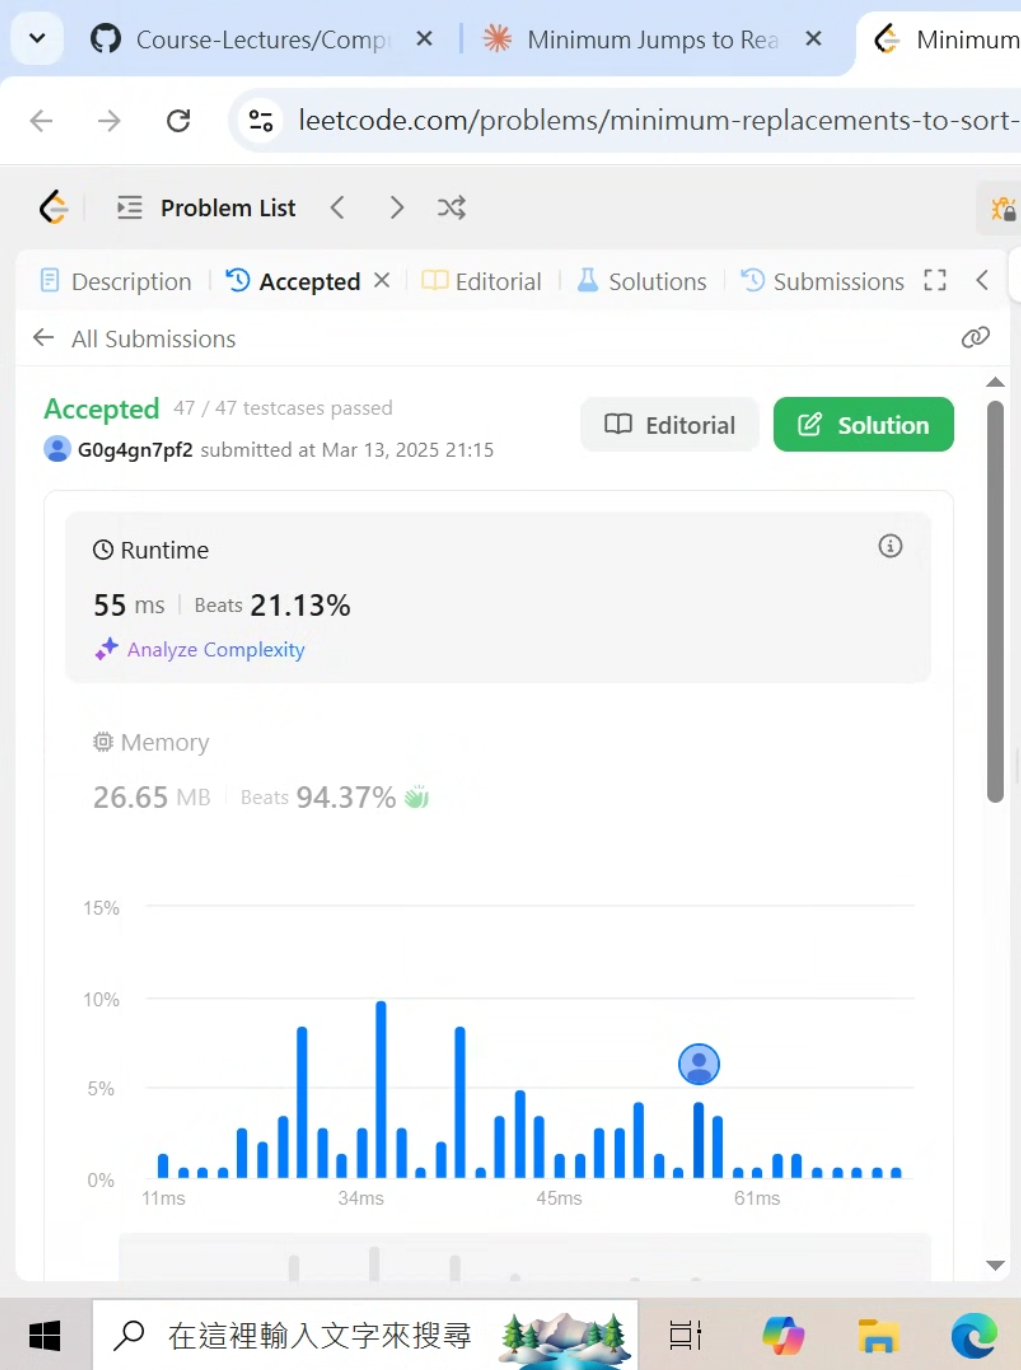 Course-Lectures/Comp
Minimum Jumps to Rea
Minimum
leetcode.com/problems/minimum-replacements-to-sort-
Problem List
Description
Accepted
Editorial
Solutions
Submissions
All Submissions
Accepted 47 / 47 testcases passed
G0g4gn7pf2 submitted at Mar 13, 2025 21:15
Editorial
Solution
Runtime
55 ms Beats 21.13%
Analyze Complexity
Memory
26.65 MB Beats 94.37%
15%
10%
5%
0%
11ms 34ms 45ms 61ms
在這裡輸入文字來搜尋